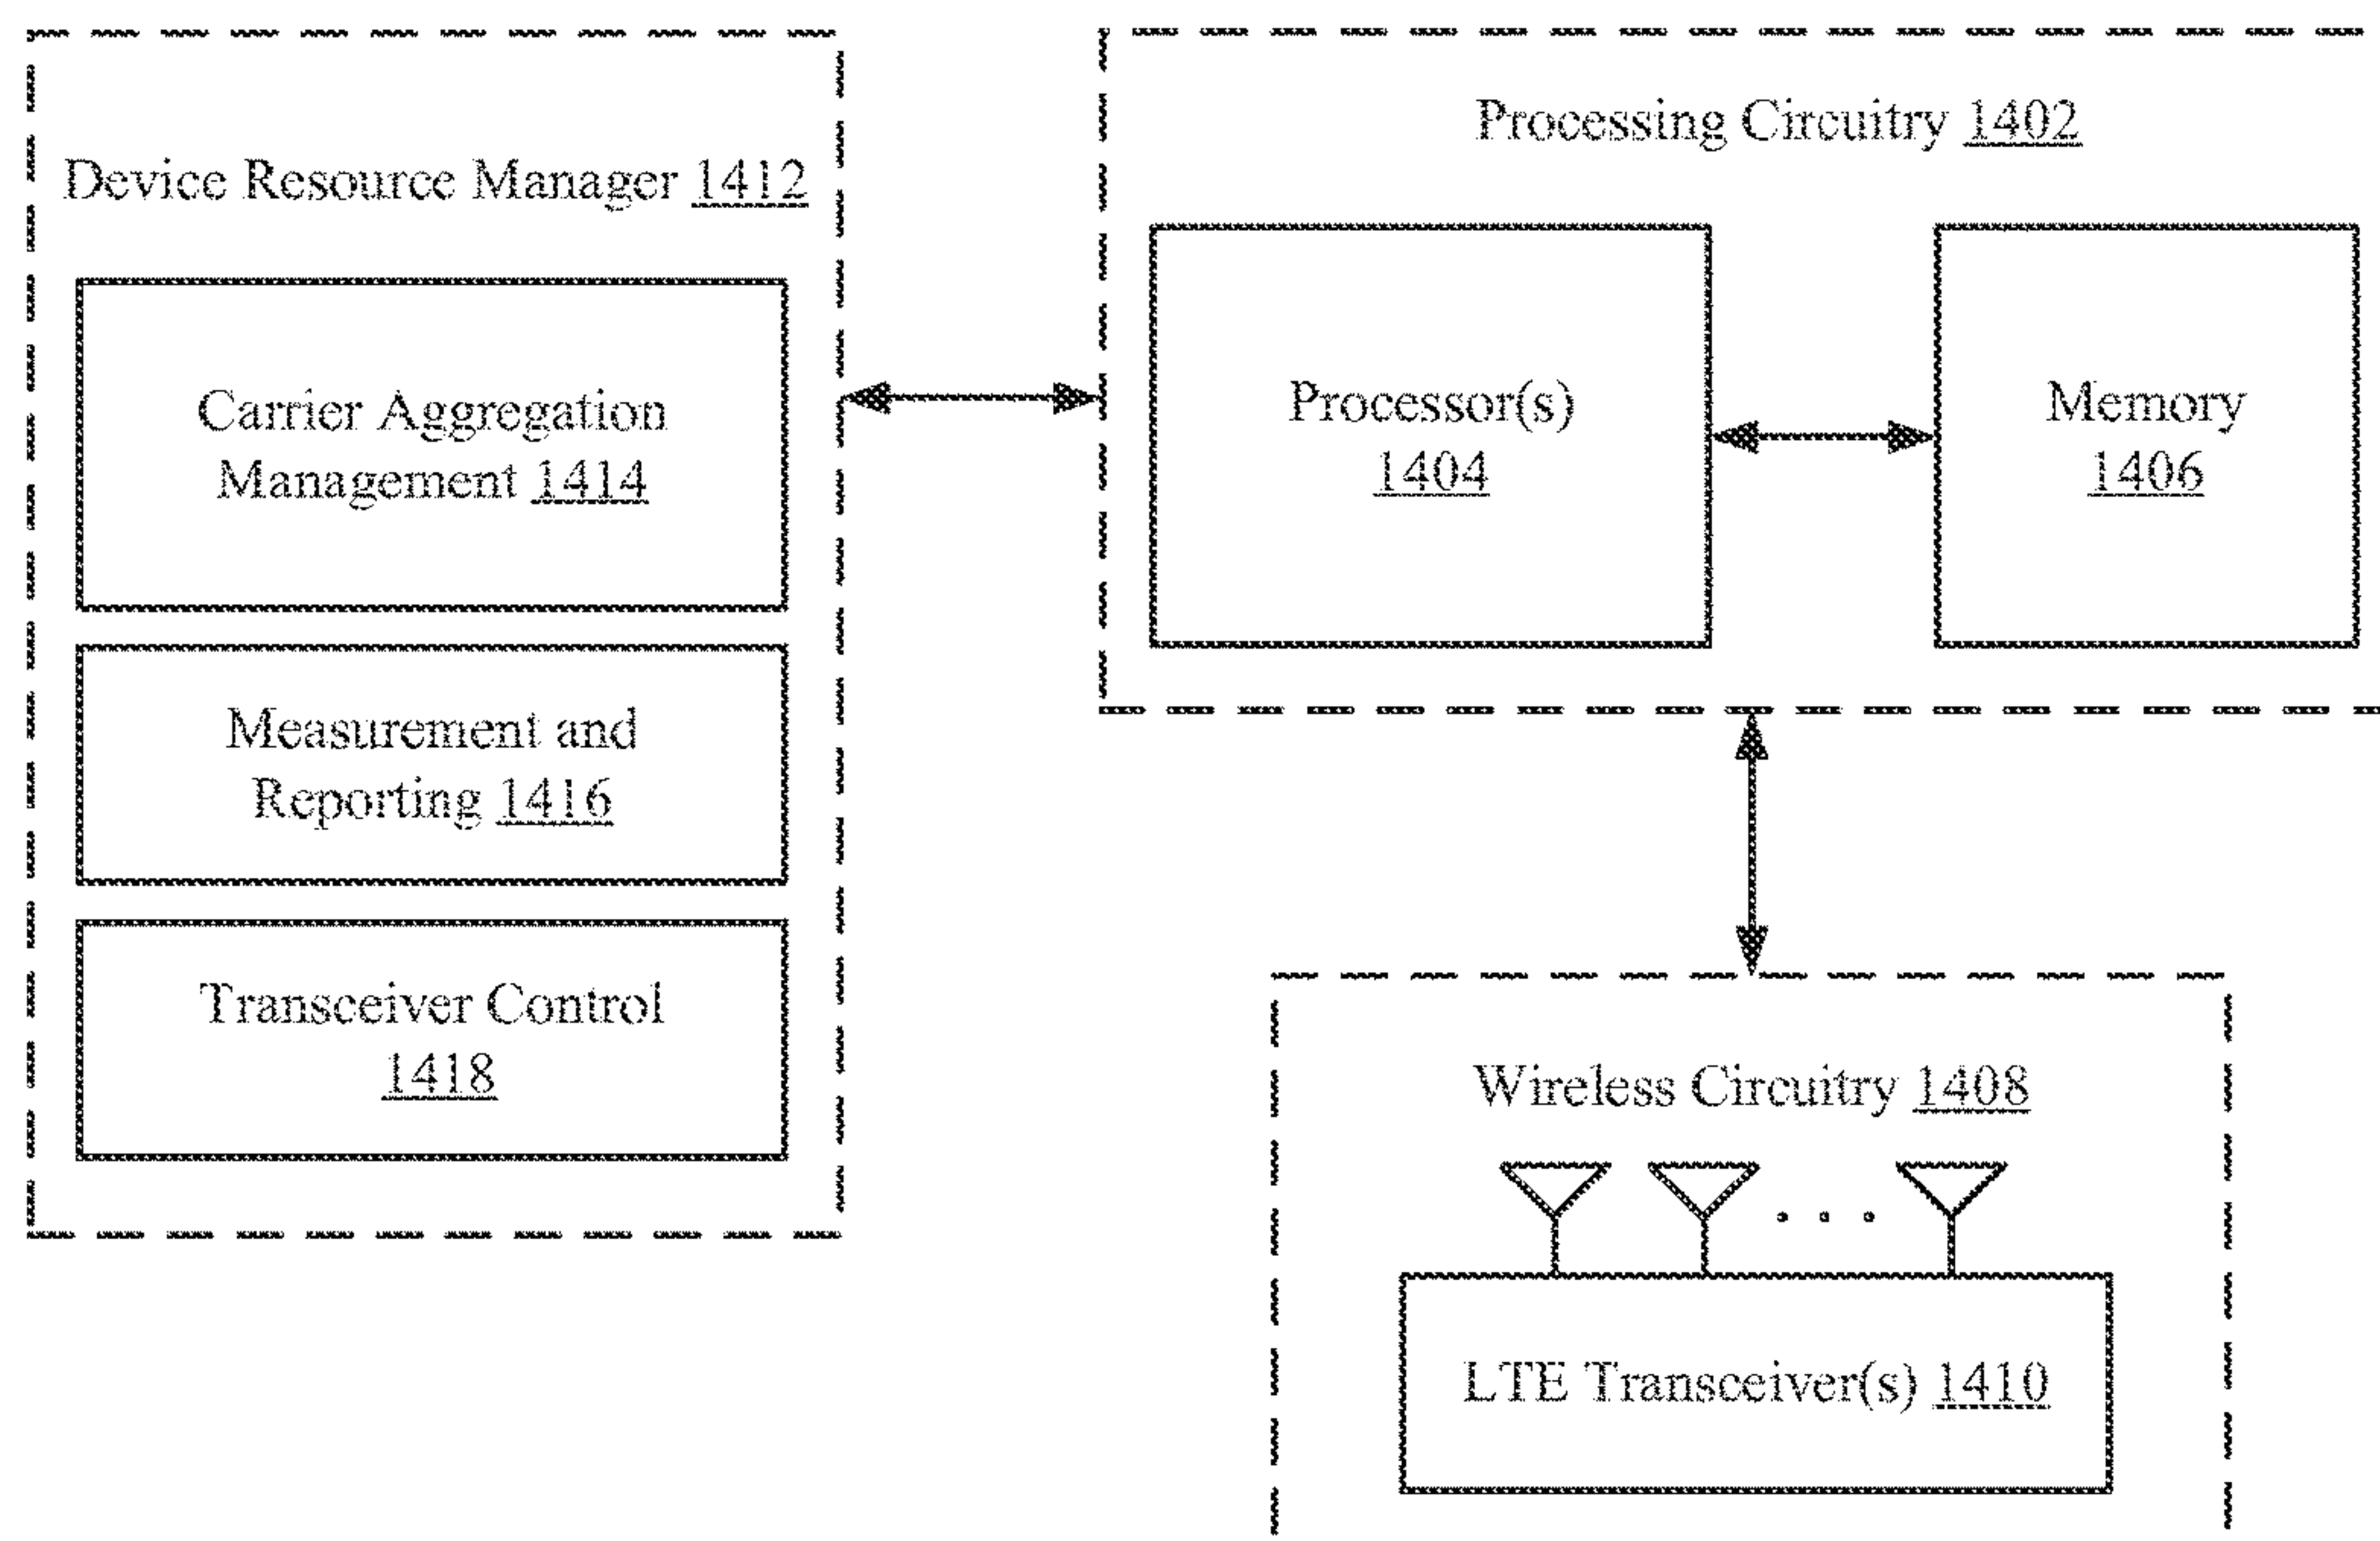 Device Resource Manager 1412
Carrier Aggregation
Management 1414
Measurement and
Reporting 1416
Transceiver Control
1418
Processing Circuitry 1402
Processor(s)
1404
Memory
1406
Wireless Circuitry 1408
LTE Transceiver(s) 1410